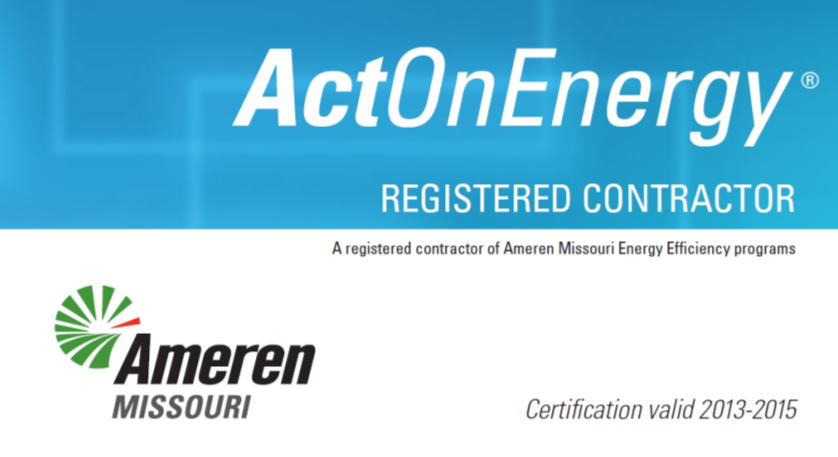 ActOnEnergy®
REGISTERED CONTRACTOR
A registered contractor of Ameren Missouri Energy Efficiency programs
Ameren
MISSOURI
Certification valid 2013-2015